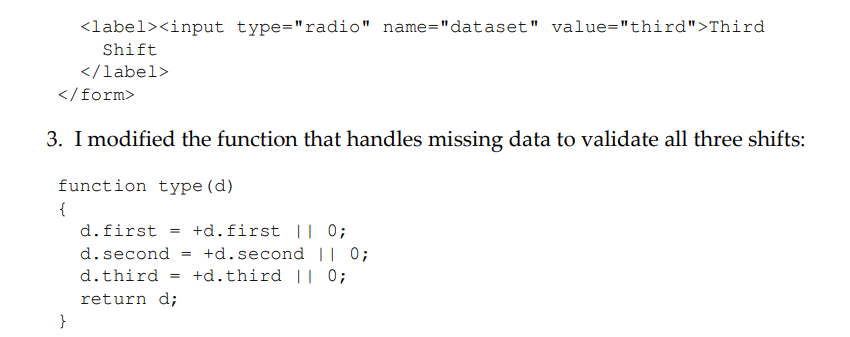 <label><input type="radio" name="dataset" value="third">Third
Shift
</label>
</form>
3. I modified the function that handles missing data to validate all three shifts:
function type(d)
{
d.first = +d.first || 0;
d.second = +d.second || 0;
d.third = +d.third || 0;
return d;
}